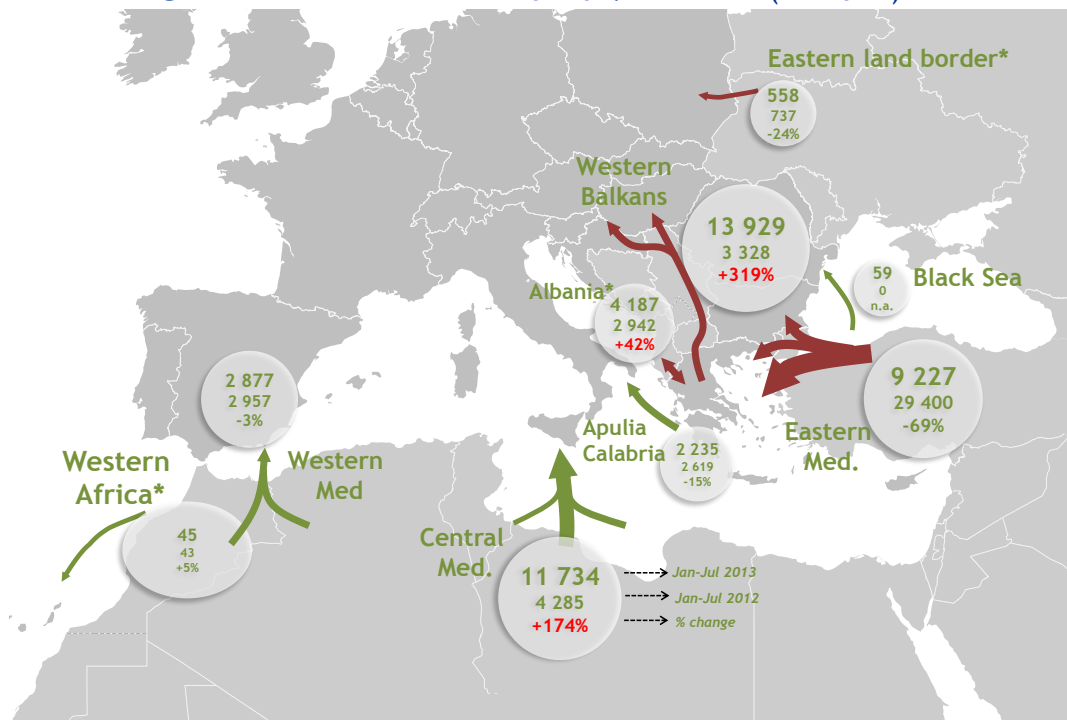 Eastern land border*
558
737
-24%
Western
Balkans
13 929
3 328
+319%
59
0
n.a.
Black Sea
Albania*
4 187
2 942
+42%
2 877
2 957
-3%
9 227
29 400
-69%
Eastern
Med.
Apulia
Calabria
2 235
2 619
-15%
Western
Africa*
Western
Med
45
43
+5%
Central
Med.
11 734
4 285
+174%
Jan-Jul 2013
Jan-Jul 2012
% change